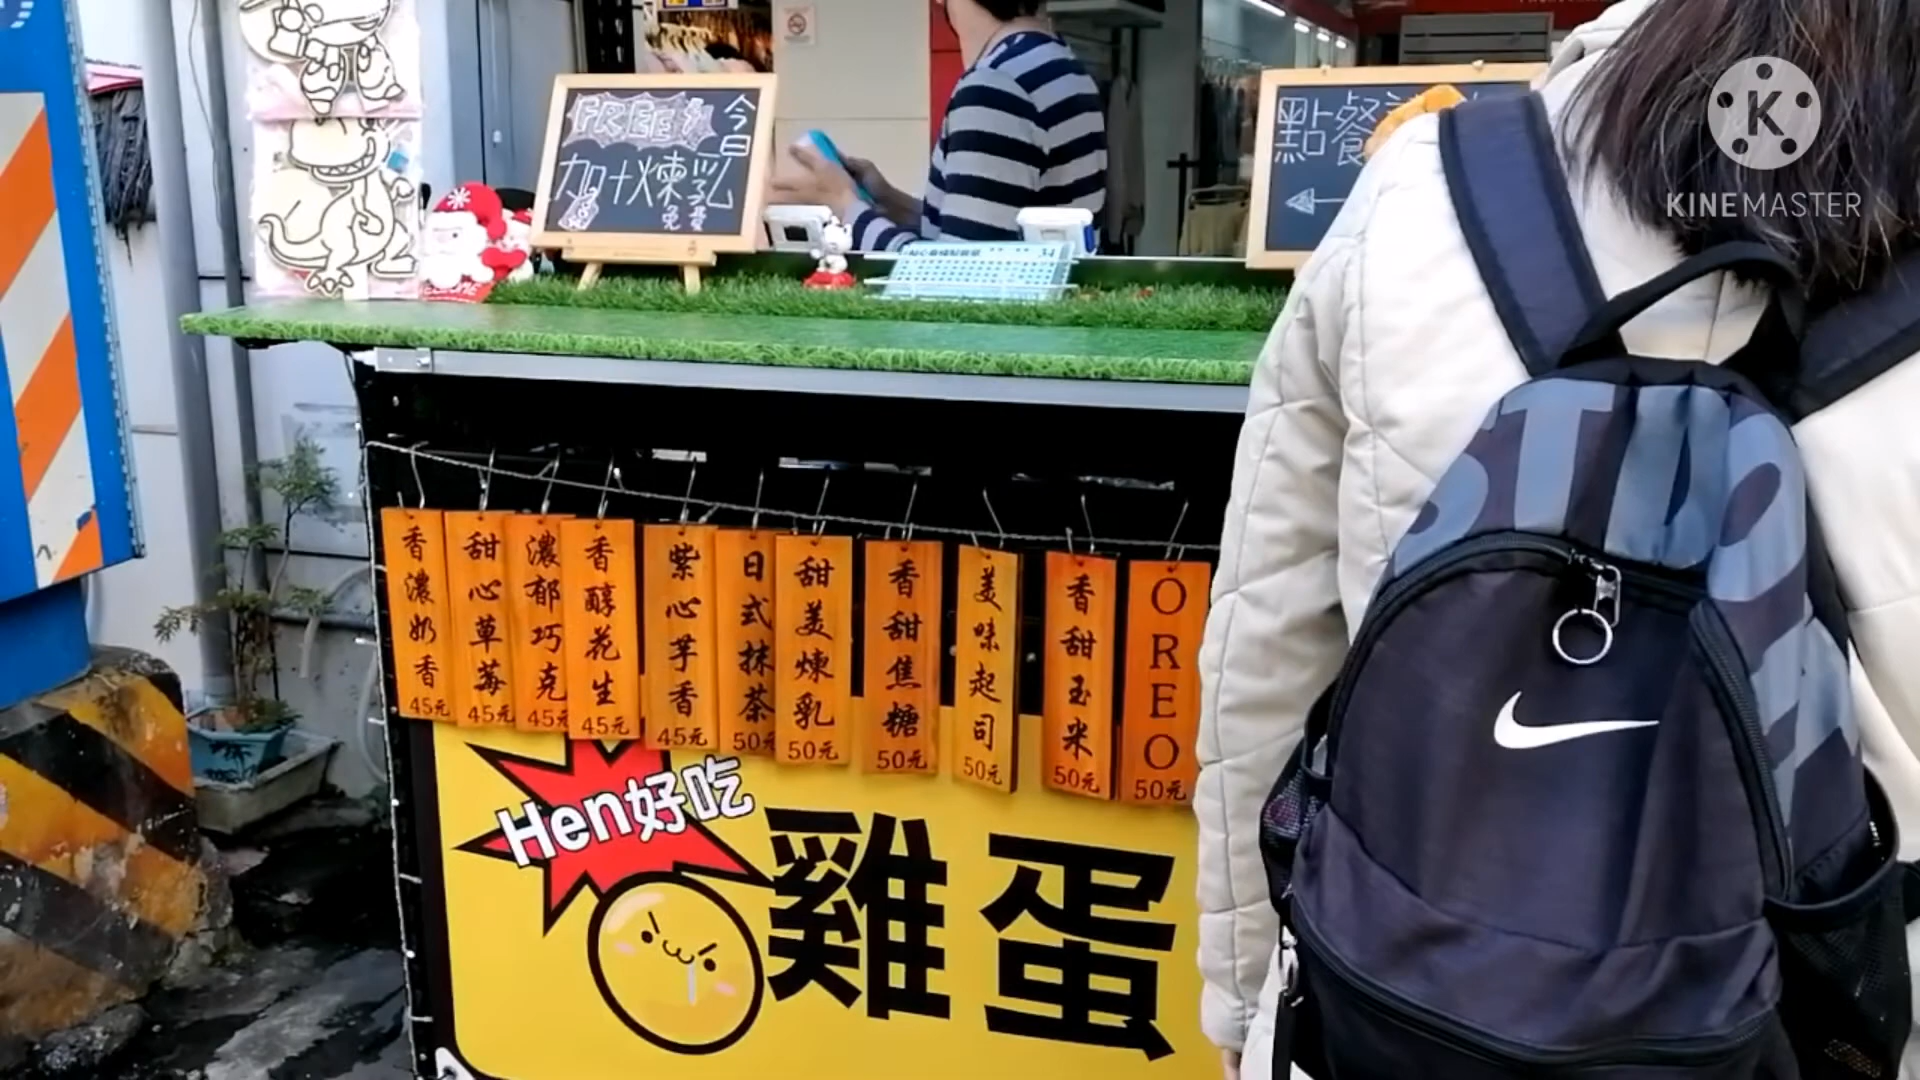 FREE!
今日
加十煉乳
免費
點餐
K
KINEMASTER
香濃奶香
45元
甜心草莓
45元
濃郁巧克
45元
香醇花生
45元
紫心芋香
45元
日式抹茶
50元
甜美煉乳
50元
香甜焦糖
50元
美味起司
50元
香甜玉米
50元
OREO
50元
Hen好吃
雞蛋